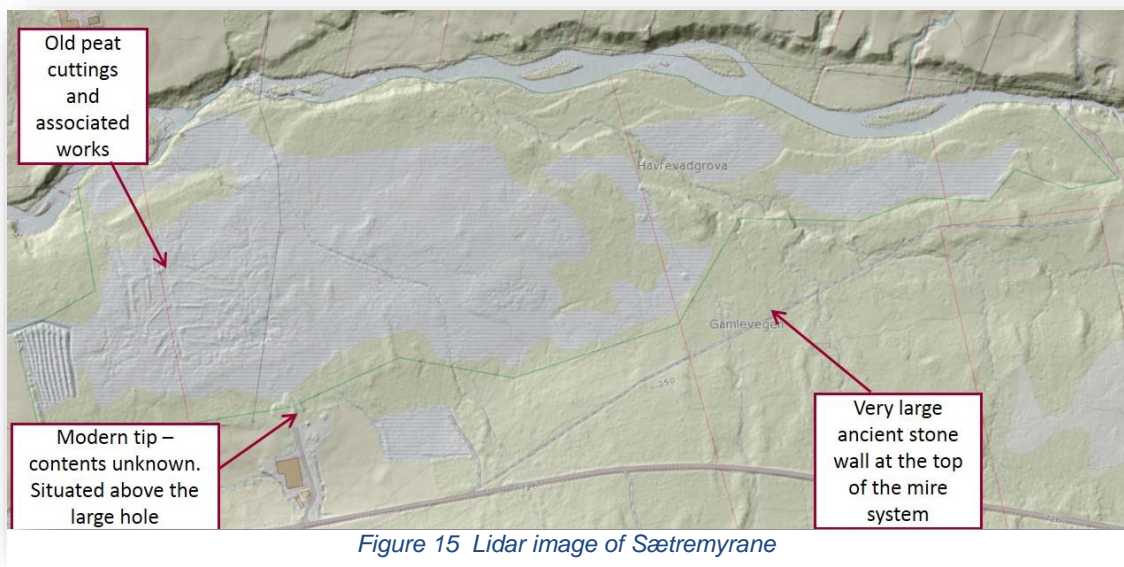 Old peat
cuttings
and
associated
works
Havrevadgrova
Gamlevegen
250
Modern tip –
contents unknown.
Situated above the
large hole
Very large
ancient stone
wall at the top
of the mire
system
Figure 15 Lidar image of Sætremyrane